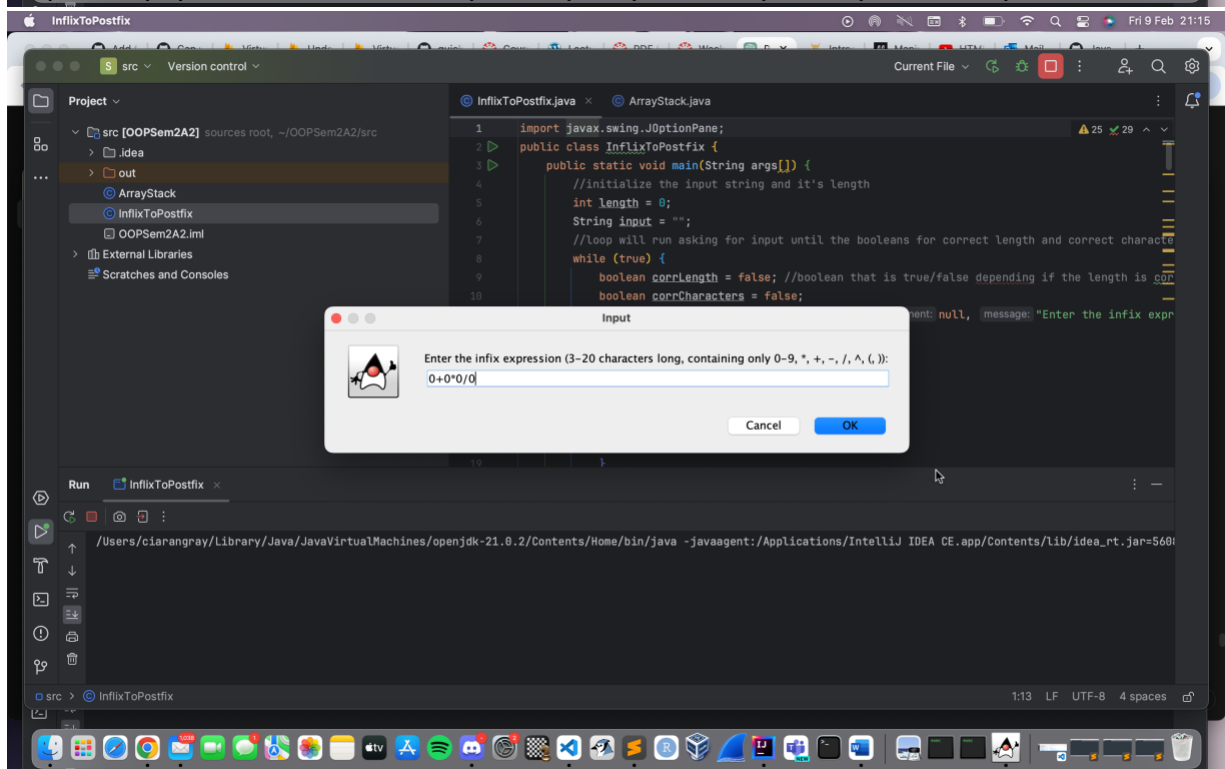 InflixToPostfix
Fri 9 Feb 21:15
S src Version control
Current File
Project
InflixToPostfix.java
ArrayStack.java
src [OOPSem2A2] sources root, ~/OOPSem2A2/src
.idea
out
ArrayStack
InflixToPostfix
OOPSem2A2.iml
External Libraries
Scratches and Consoles
25 29
1 import javax.swing.JOptionPane;
2 public class InflixToPostfix {
3 public static void main(String args[]) {
4 //initialize the input string and it's length
5 int length = 0;
6 String input = "";
7 //loop will run asking for input until the booleans for correct length and correct characte
8 while (true) {
9 boolean corrLength = false; //boolean that is true/false depending if the length is cor
10 boolean corrCharacters = false;
null, message: "Enter the infix expr
19 }
Input
Enter the infix expression (3-20 characters long, containing only 0-9, *, +, -, /, ^, (, )):
0+0*0/0
Cancel
OK
Run InflixToPostfix
/Users/ciarangray/Library/Java/JavaVirtualMachines/openjdk-21.0.2/Contents/Home/bin/java -javaagent:/Applications/IntelliJ IDEA CE.app/Contents/lib/idea_rt.jar=5608
src > InflixToPostfix
1:13 LF UTF-8 4 spaces
tv